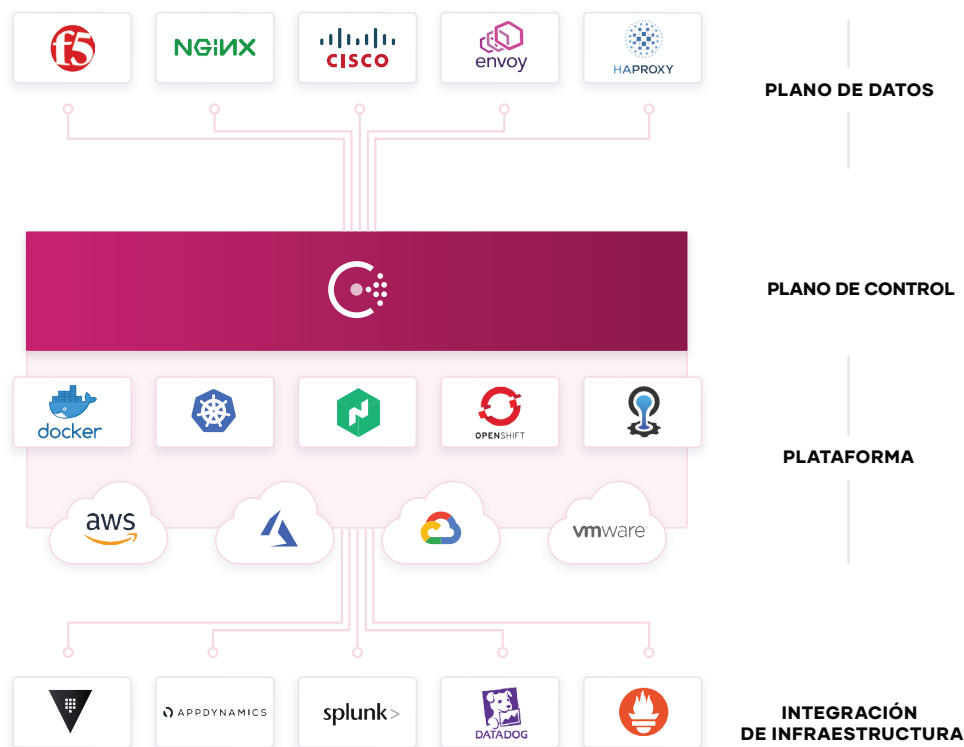 f5
NGINX
CISCO
envoy
HAPROXY
PLANO DE DATOS
PLANO DE CONTROL
docker
OPENSHIFT
PLATAFORMA
aws
vmware
APPDYNAMICS
splunk>
DATADOG
INTEGRACIÓN
DE INFRAESTRUCTURA